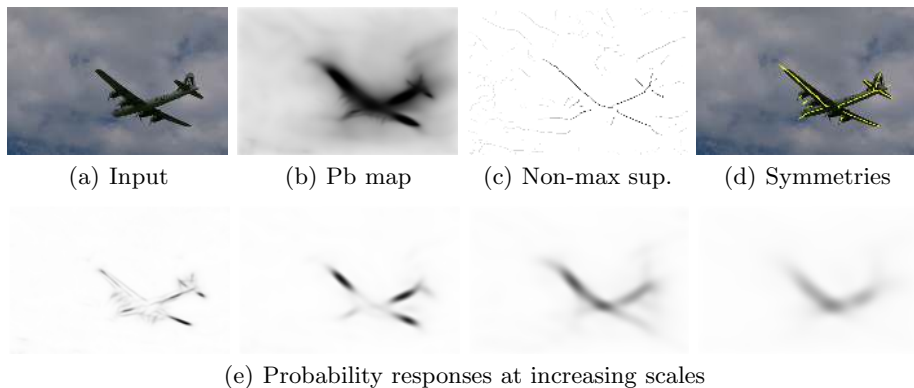 (a) Input
(b) Pb map
(c) Non-max sup.
(d) Symmetries
(e) Probability responses at increasing scales